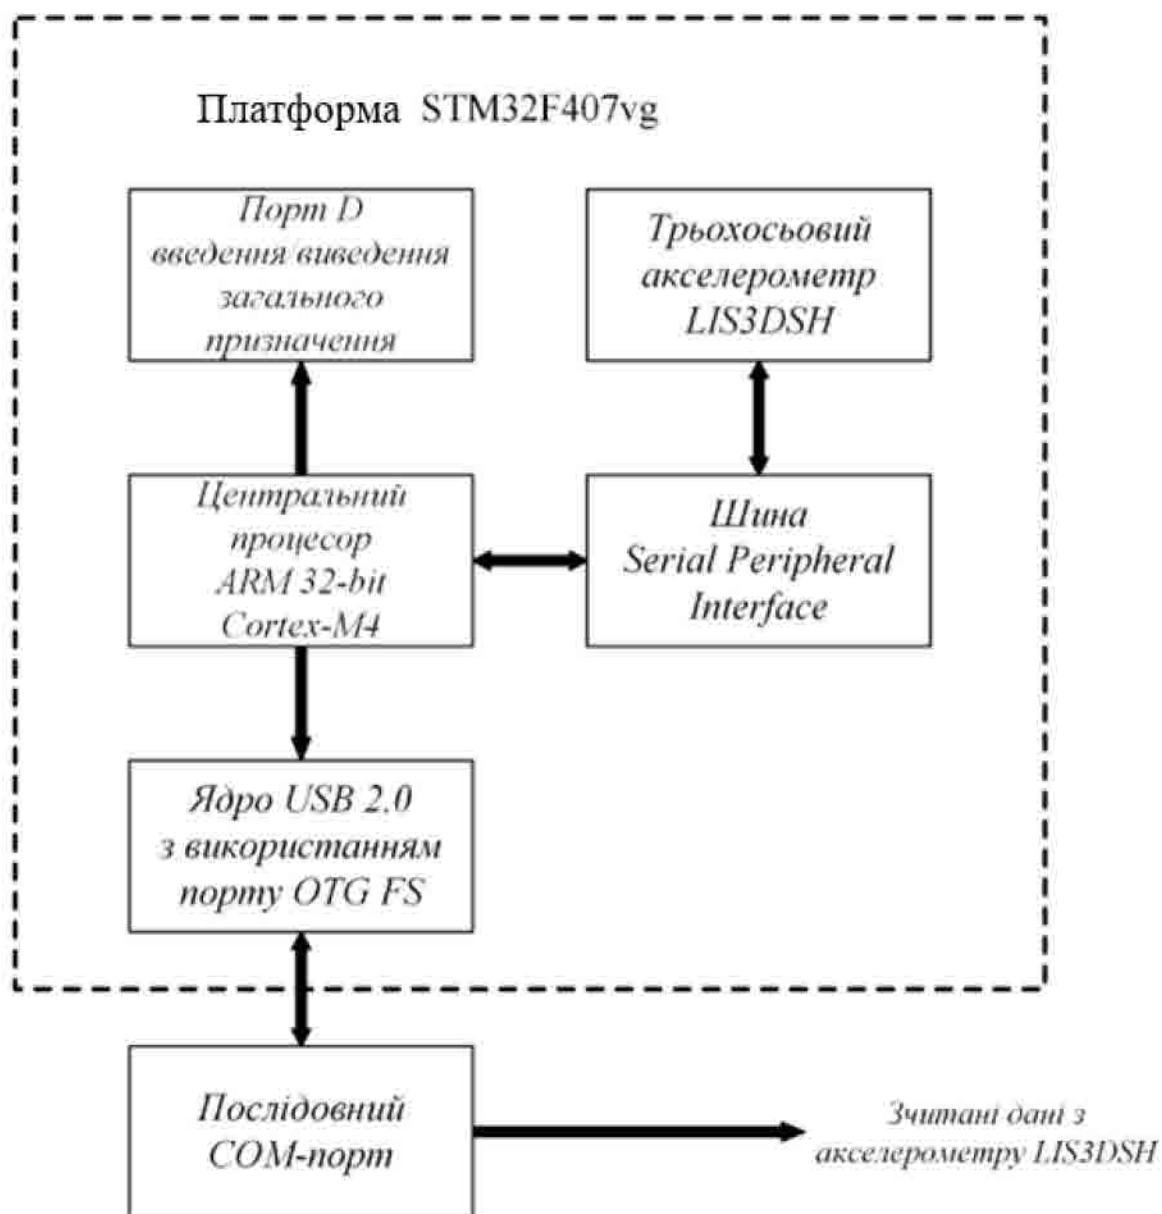 Платформа STM32F407vg
Порт D
введення/виведення
загального
призначення
Трьохосьовий
акселерометр
LIS3DSH
Центральний
процесор
ARM 32-bit
Cortex-M4
Шина
Serial Peripheral
Interface
Ядро USB 2.0
з використанням
порту OTG FS
Послідовний
COM-порт
Зчитані дані з
акселерометру LIS3DSH